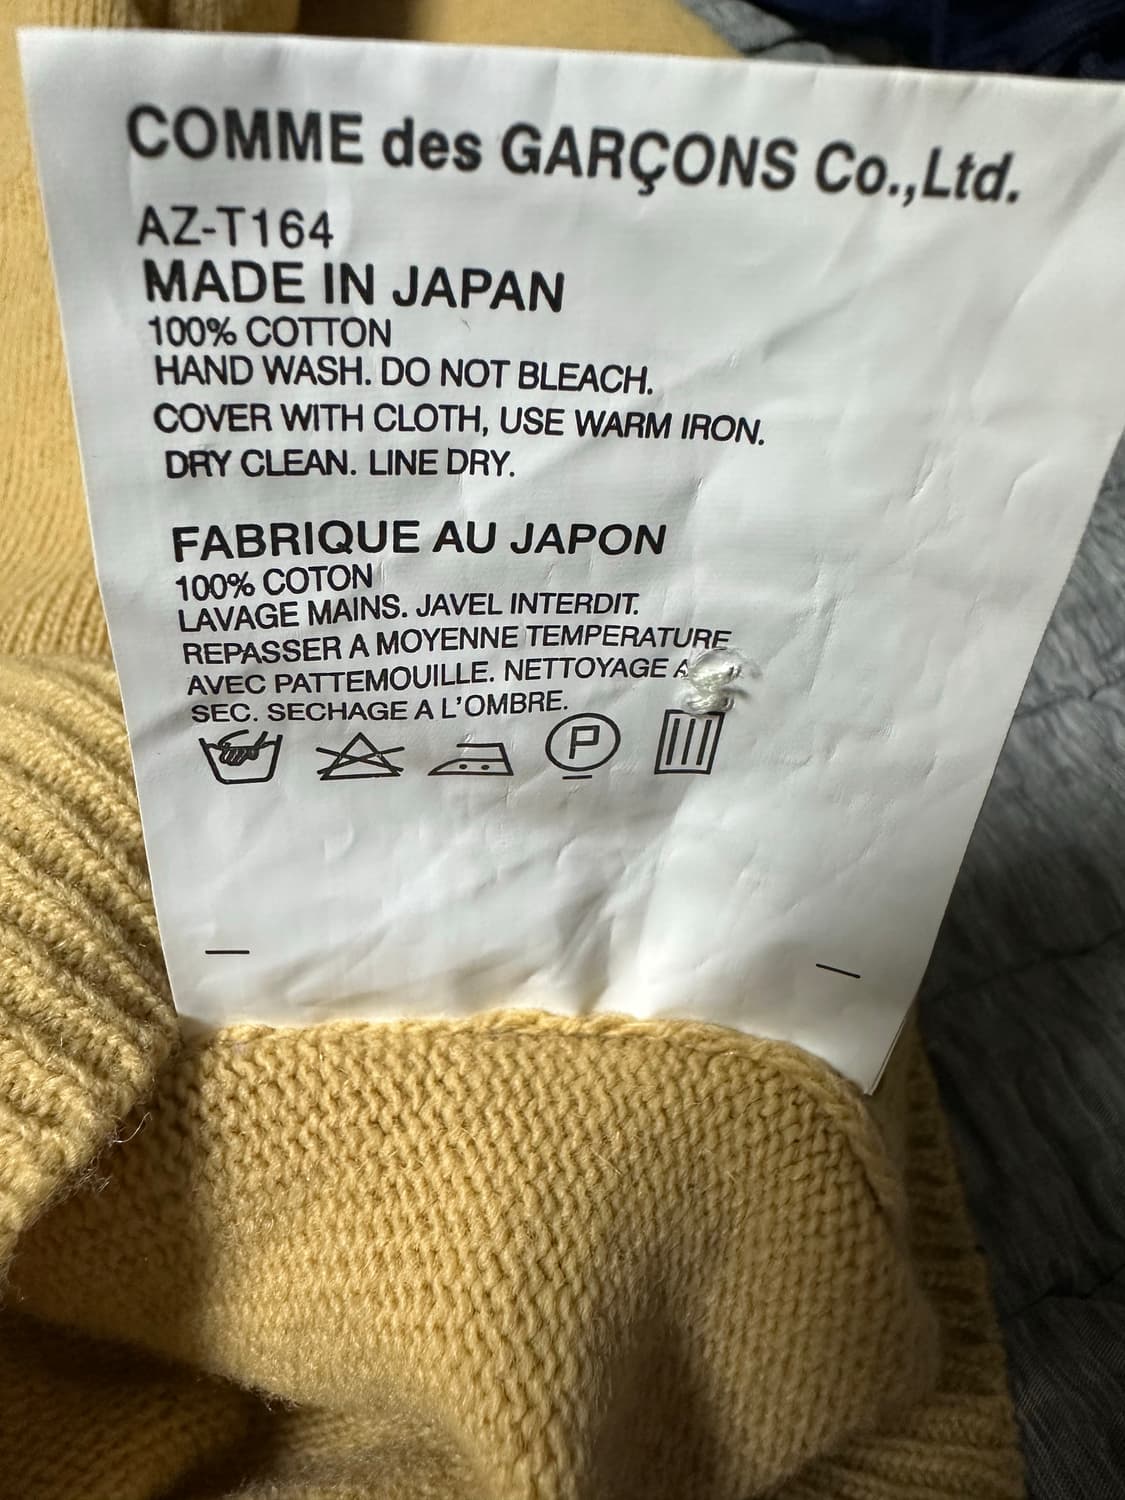 COMME des GARÇONS Co.,Ltd.
AZ-T164
MADE IN JAPAN
100% COTTON
HAND WASH. DO NOT BLEACH.
COVER WITH CLOTH, USE WARM IRON.
DRY CLEAN. LINE DRY.
FABRIQUE AU JAPON
100% COTON
LAVAGE MAINS. JAVEL INTERDIT.
REPASSER A MOYENNE TEMPERATURE
AVEC PATTEMOUILLE. NETTOYAGE A
SEC. SECHAGE A L'OMBRE.
P